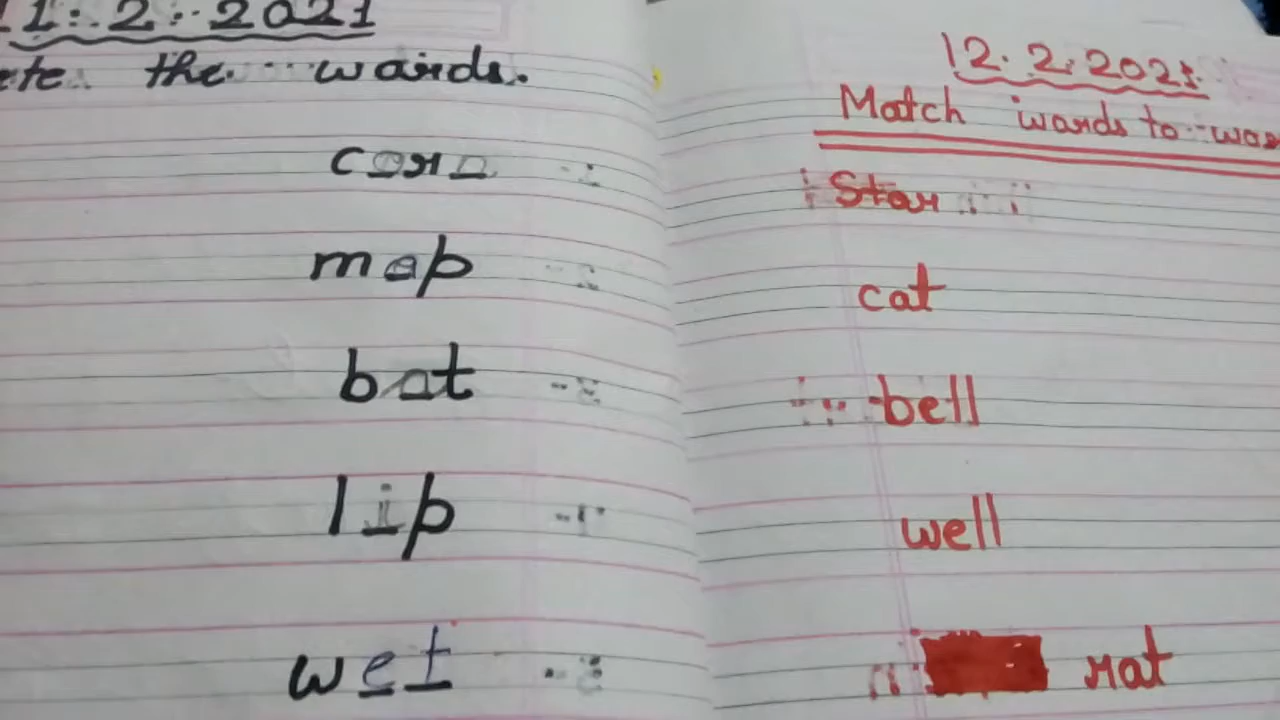 1. 2. 2021
the wards.
corn
map
bat
lip
wet
12. 2. 2021.
Match wards to
Star
cat
bell
well
rat